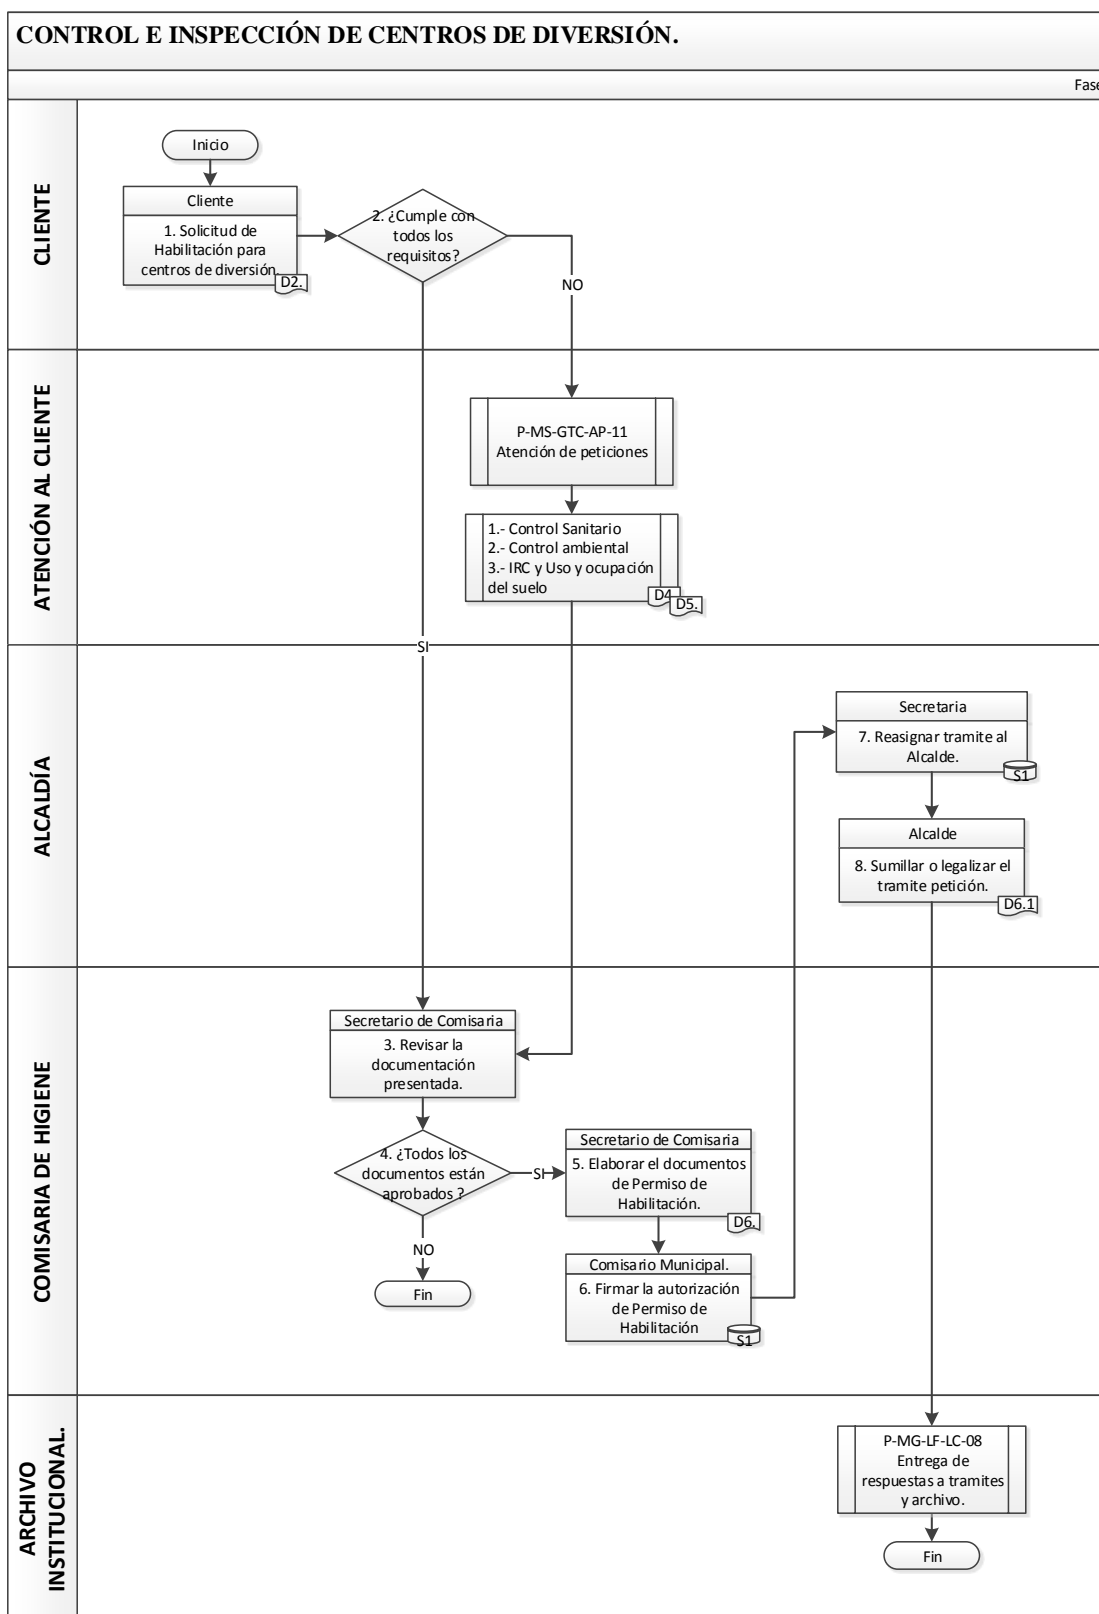 CONTROL E INSPECCIÓN DE CENTROS DE DIVERSIÓN.
Fase
CLIENTE
Inicio
Cliente
1. Solicitud de
Habilitación para
centros de diversión.
D2.
2. ¿Cumple con
todos los
requisitos?
NO
ATENCIÓN AL CLIENTE
P-MS-GTC-AP-11
Atención de peticiones
1.- Control Sanitario
2.- Control ambiental
3.- IRC y Uso y ocupación
del suelo
D4
D5.
SI
ALCALDÍA
Secretaria
7. Reasignar tramite al
Alcalde.
S1
Alcalde
8. Sumillar o legalizar el
tramite petición.
D6.1
COMISARIA DE HIGIENE
Secretario de Comisaria
3. Revisar la
documentación
presentada.
4. ¿Todos los
documentos están
aprobados ?
SI
NO
Fin
Secretario de Comisaria
5. Elaborar el documentos
de Permiso de
Habilitación.
D6.
Comisario Municipal.
6. Firmar la autorización
de Permiso de
Habilitación
S1
ARCHIVO
INSTITUCIONAL.
P-MG-LF-LC-08
Entrega de
respuestas a tramites
y archivo.
Fin